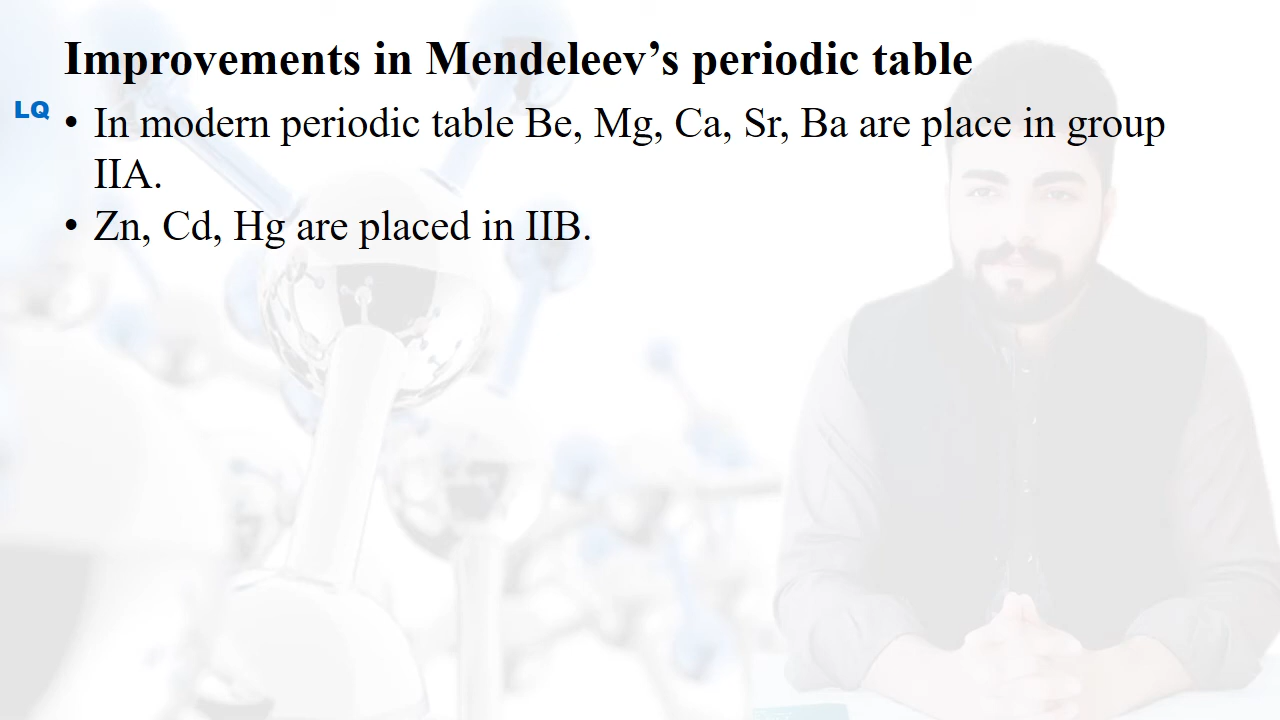 Improvements in Mendeleev’s periodic table
LQ
• In modern periodic table Be, Mg, Ca, Sr, Ba are place in group
IIA.
• Zn, Cd, Hg are placed in IIB.